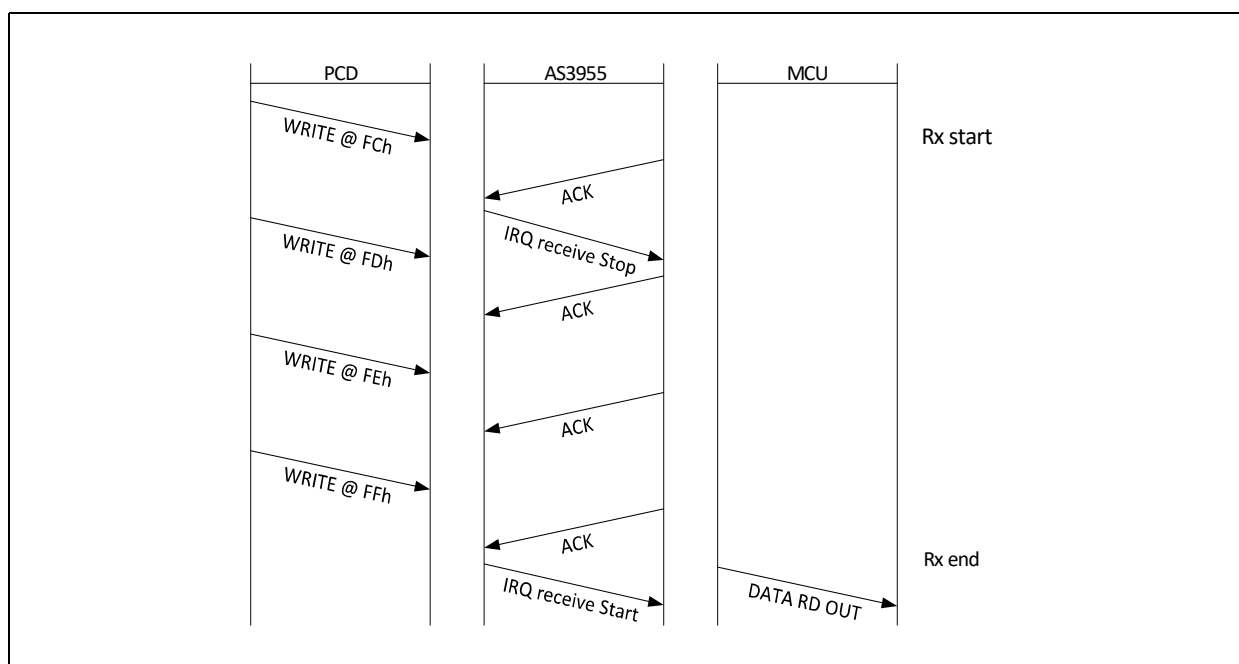 PCD AS3955 MCU
WRITE @ FCh
Rx start
ACK
WRITE @ FDh
IRQ receive Stop
ACK
WRITE @ FEh
ACK
WRITE @ FFh
ACK
Rx end
IRQ receive Start
DATA RD OUT